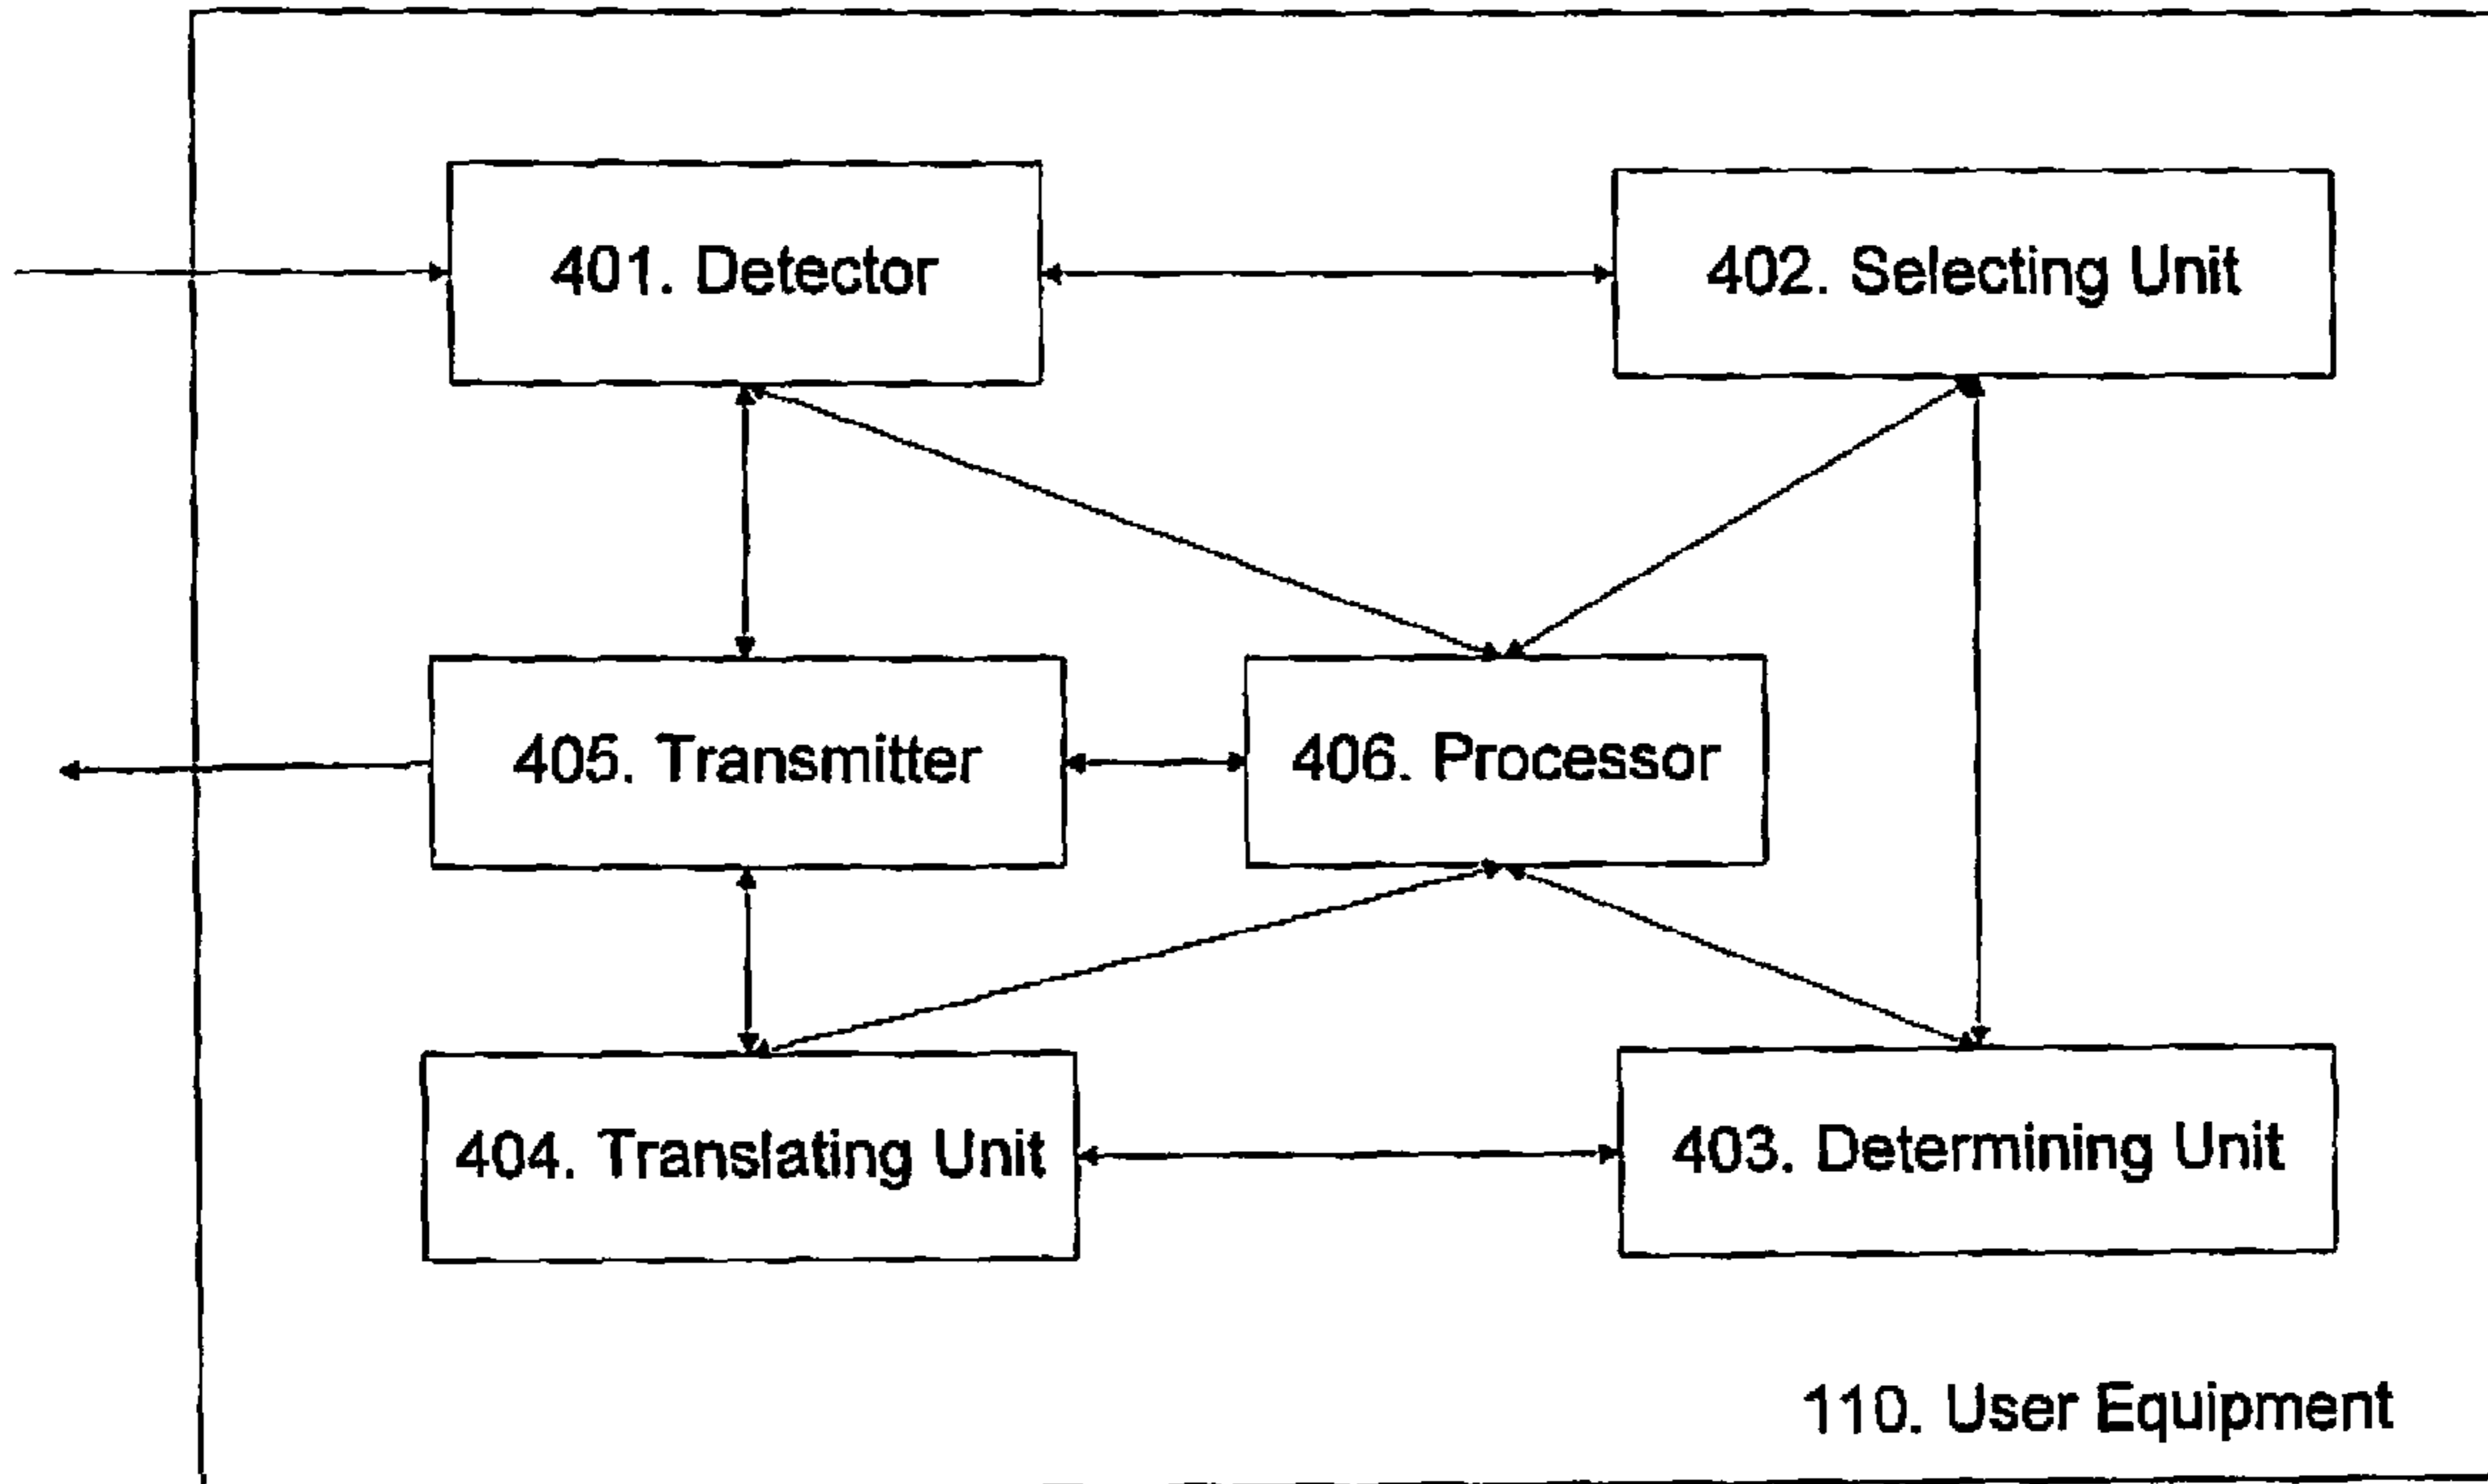 401. Detector
402. Selecting Unit
405. Transmitter
406. Processor
404. Translating Unit
403. Determining Unit
110. User Equipment